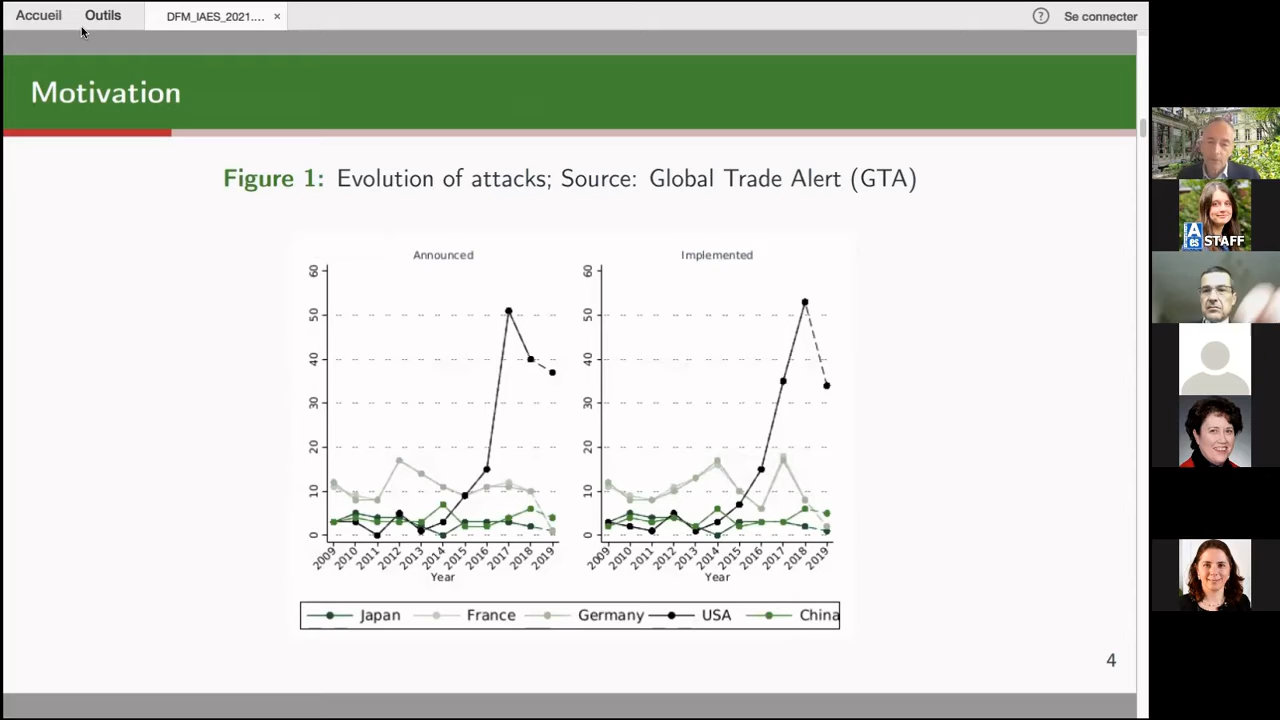 Accueil Outils DFM_IAES_2021.... × ? Se connecter
Motivation
Figure 1: Evolution of attacks; Source: Global Trade Alert (GTA)
Announced Implemented
60 60
50 50
40 40
30 30
20 20
10 10
0 0
2009 2010 2011 2012 2013 2014 2015 2016 2017 2018 2019 2009 2010 2011 2012 2013 2014 2015 2016 2017 2018 2019
Year Year
Japan France Germany USA China
4
A
es STAFF